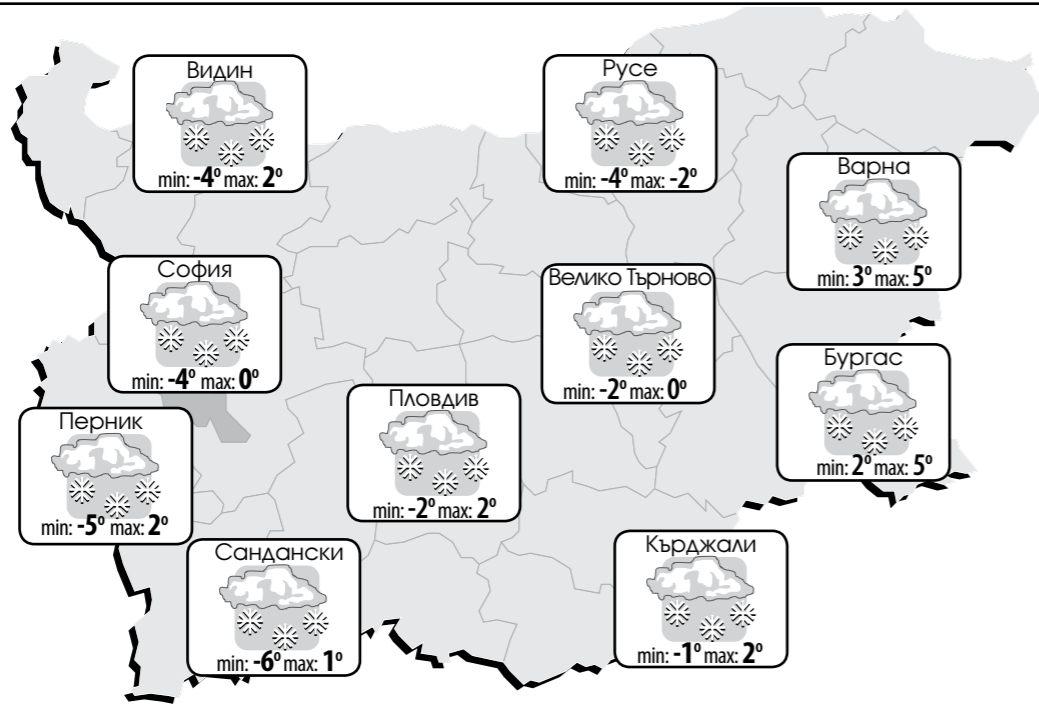 Видин
min: -4° max: 2°
Русе
min: -4° max: -2°
Варна
min: 3° max: 5°
София
min: -4° max: 0°
Велико Търново
min: -2° max: 0°
Бургас
min: 2° max: 5°
Пловдив
min: -2° max: 2°
Перник
min: -5° max: 2°
Сандански
min: -6° max: 1°
Кърджали
min: -1° max: 2°